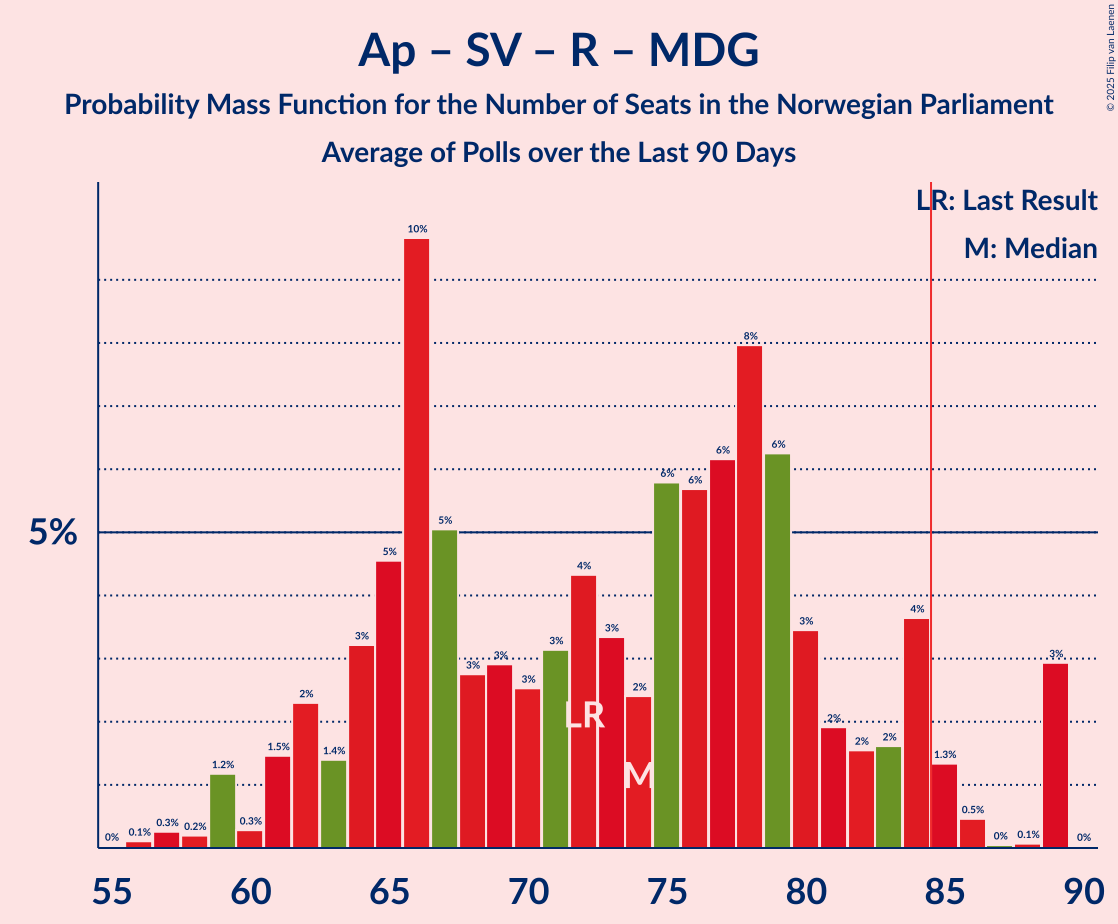 Ap – SV – R – MDG
Probability Mass Function for the Number of Seats in the Norwegian Parliament
Average of Polls over the Last 90 Days
© 2025 Filip van Laenen
LR: Last Result
M: Median
5%
0% 0.1% 0.3% 0.2% 1.2% 0.3% 1.5% 2% 1.4% 3% 5% 10% 5% 3% 3% 3% 3% 4% 3% 2% 6% 6% 6% 8% 6% 3% 2% 2% 2% 4% 1.3% 0.5% 0% 0.1% 3% 0%
LR
M
55 60 65 70 75 80 85 90